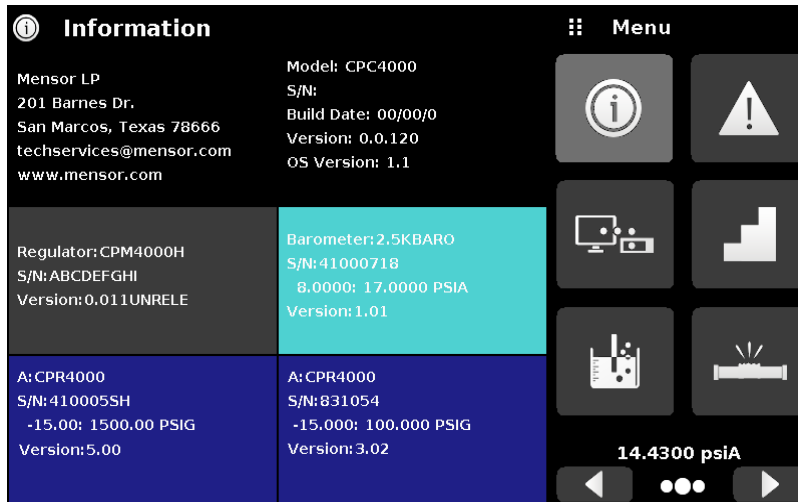 Information
Mensor LP
201 Barnes Dr.
San Marcos, Texas 78666
techservices@mensor.com
www.mensor.com
Model: CPC4000
S/N:
Build Date: 00/00/0
Version: 0.0.120
OS Version: 1.1
Regulator:CPM4000H
S/N:ABCDEFGHI
Version:0.011UNRELE
Barometer:2.5KBARO
S/N:41000718
8.0000: 17.0000 PSIA
Version:1.01
A:CPR4000
S/N:410005SH
-15.00: 1500.00 PSIG
Version:5.00
A:CPR4000
S/N:831054
-15.000: 100.000 PSIG
Version:3.02
Menu
14.4300 psiA